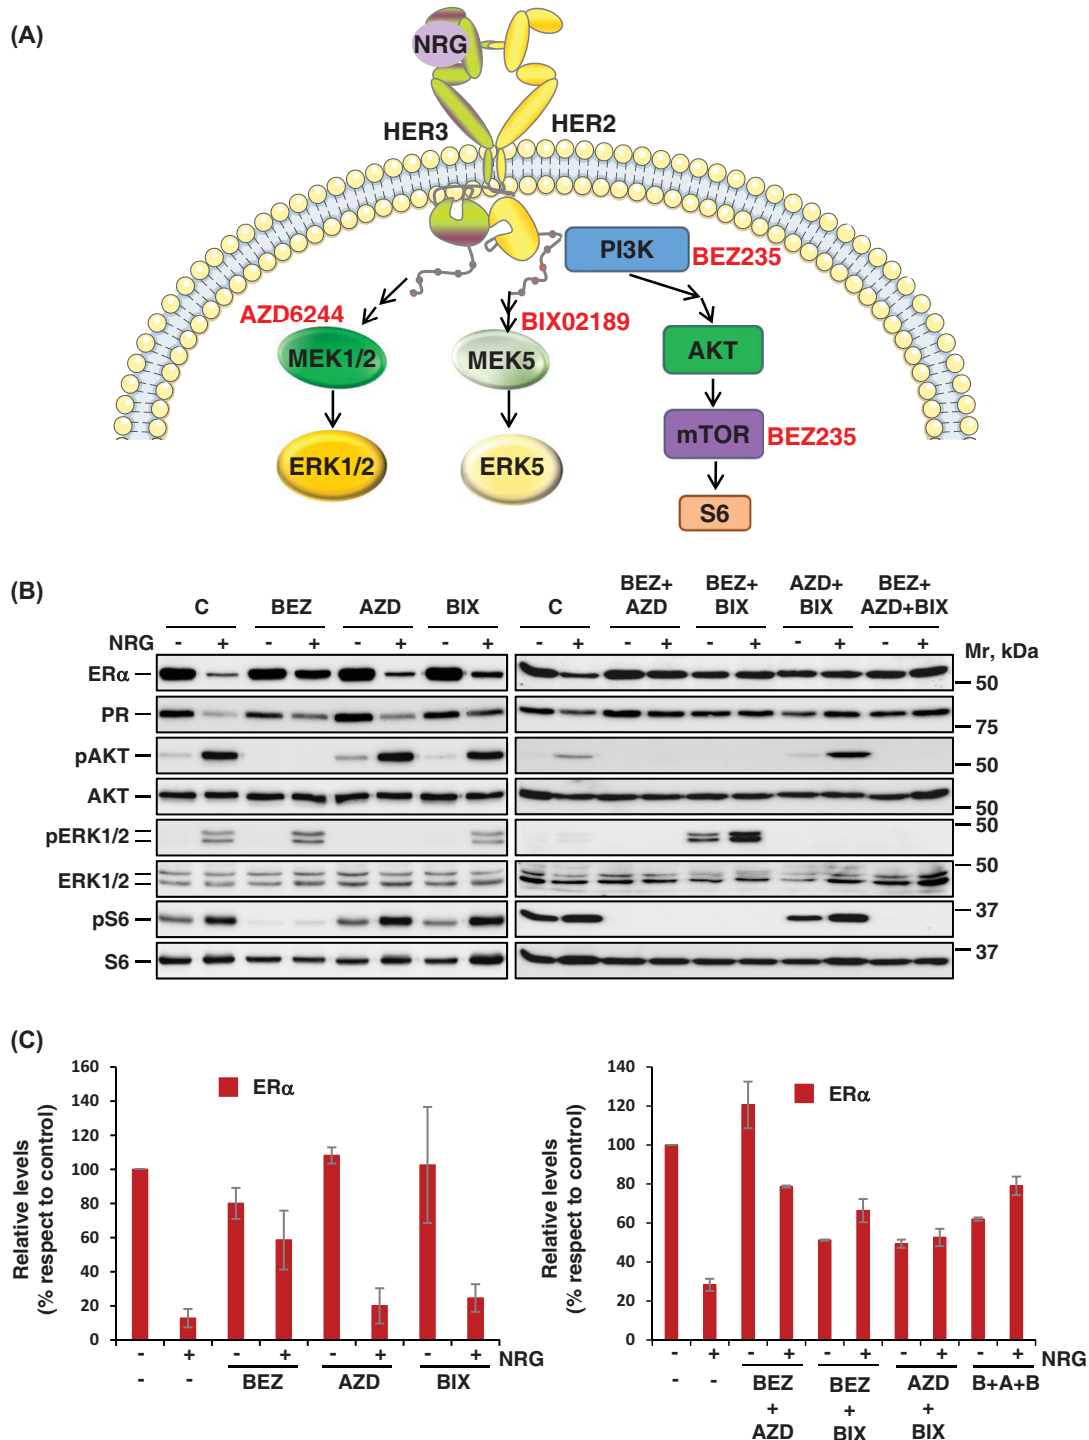 (A)
NRG
HER3
HER2
PI3K
BEZ235
AZD6244
BIX02189
MEK1/2
MEK5
AKT
mTOR
BEZ235
ERK1/2
ERK5
S6
(B)
C BEZ AZD BIX C BEZ+ AZD BEZ+ BIX AZD+ BIX BEZ+ AZD+BIX
NRG - + - + - + - + - + - + - + - + - + Mr, kDa
ERα 50
PR 75
pAKT 50
AKT 50
pERK1/2 50
ERK1/2 50
pS6 37
S6 37
(C)
Relative levels
(% respect to control)
160
140
120
100
80
60
40
20
0
ERα
- + - + - + - + NRG
- - BEZ AZD BIX
Relative levels
(% respect to control)
140
120
100
80
60
40
20
0
ERα
- + - + - + - + - + NRG
- - BEZ + AZD BEZ + BIX AZD + BIX B+A+B